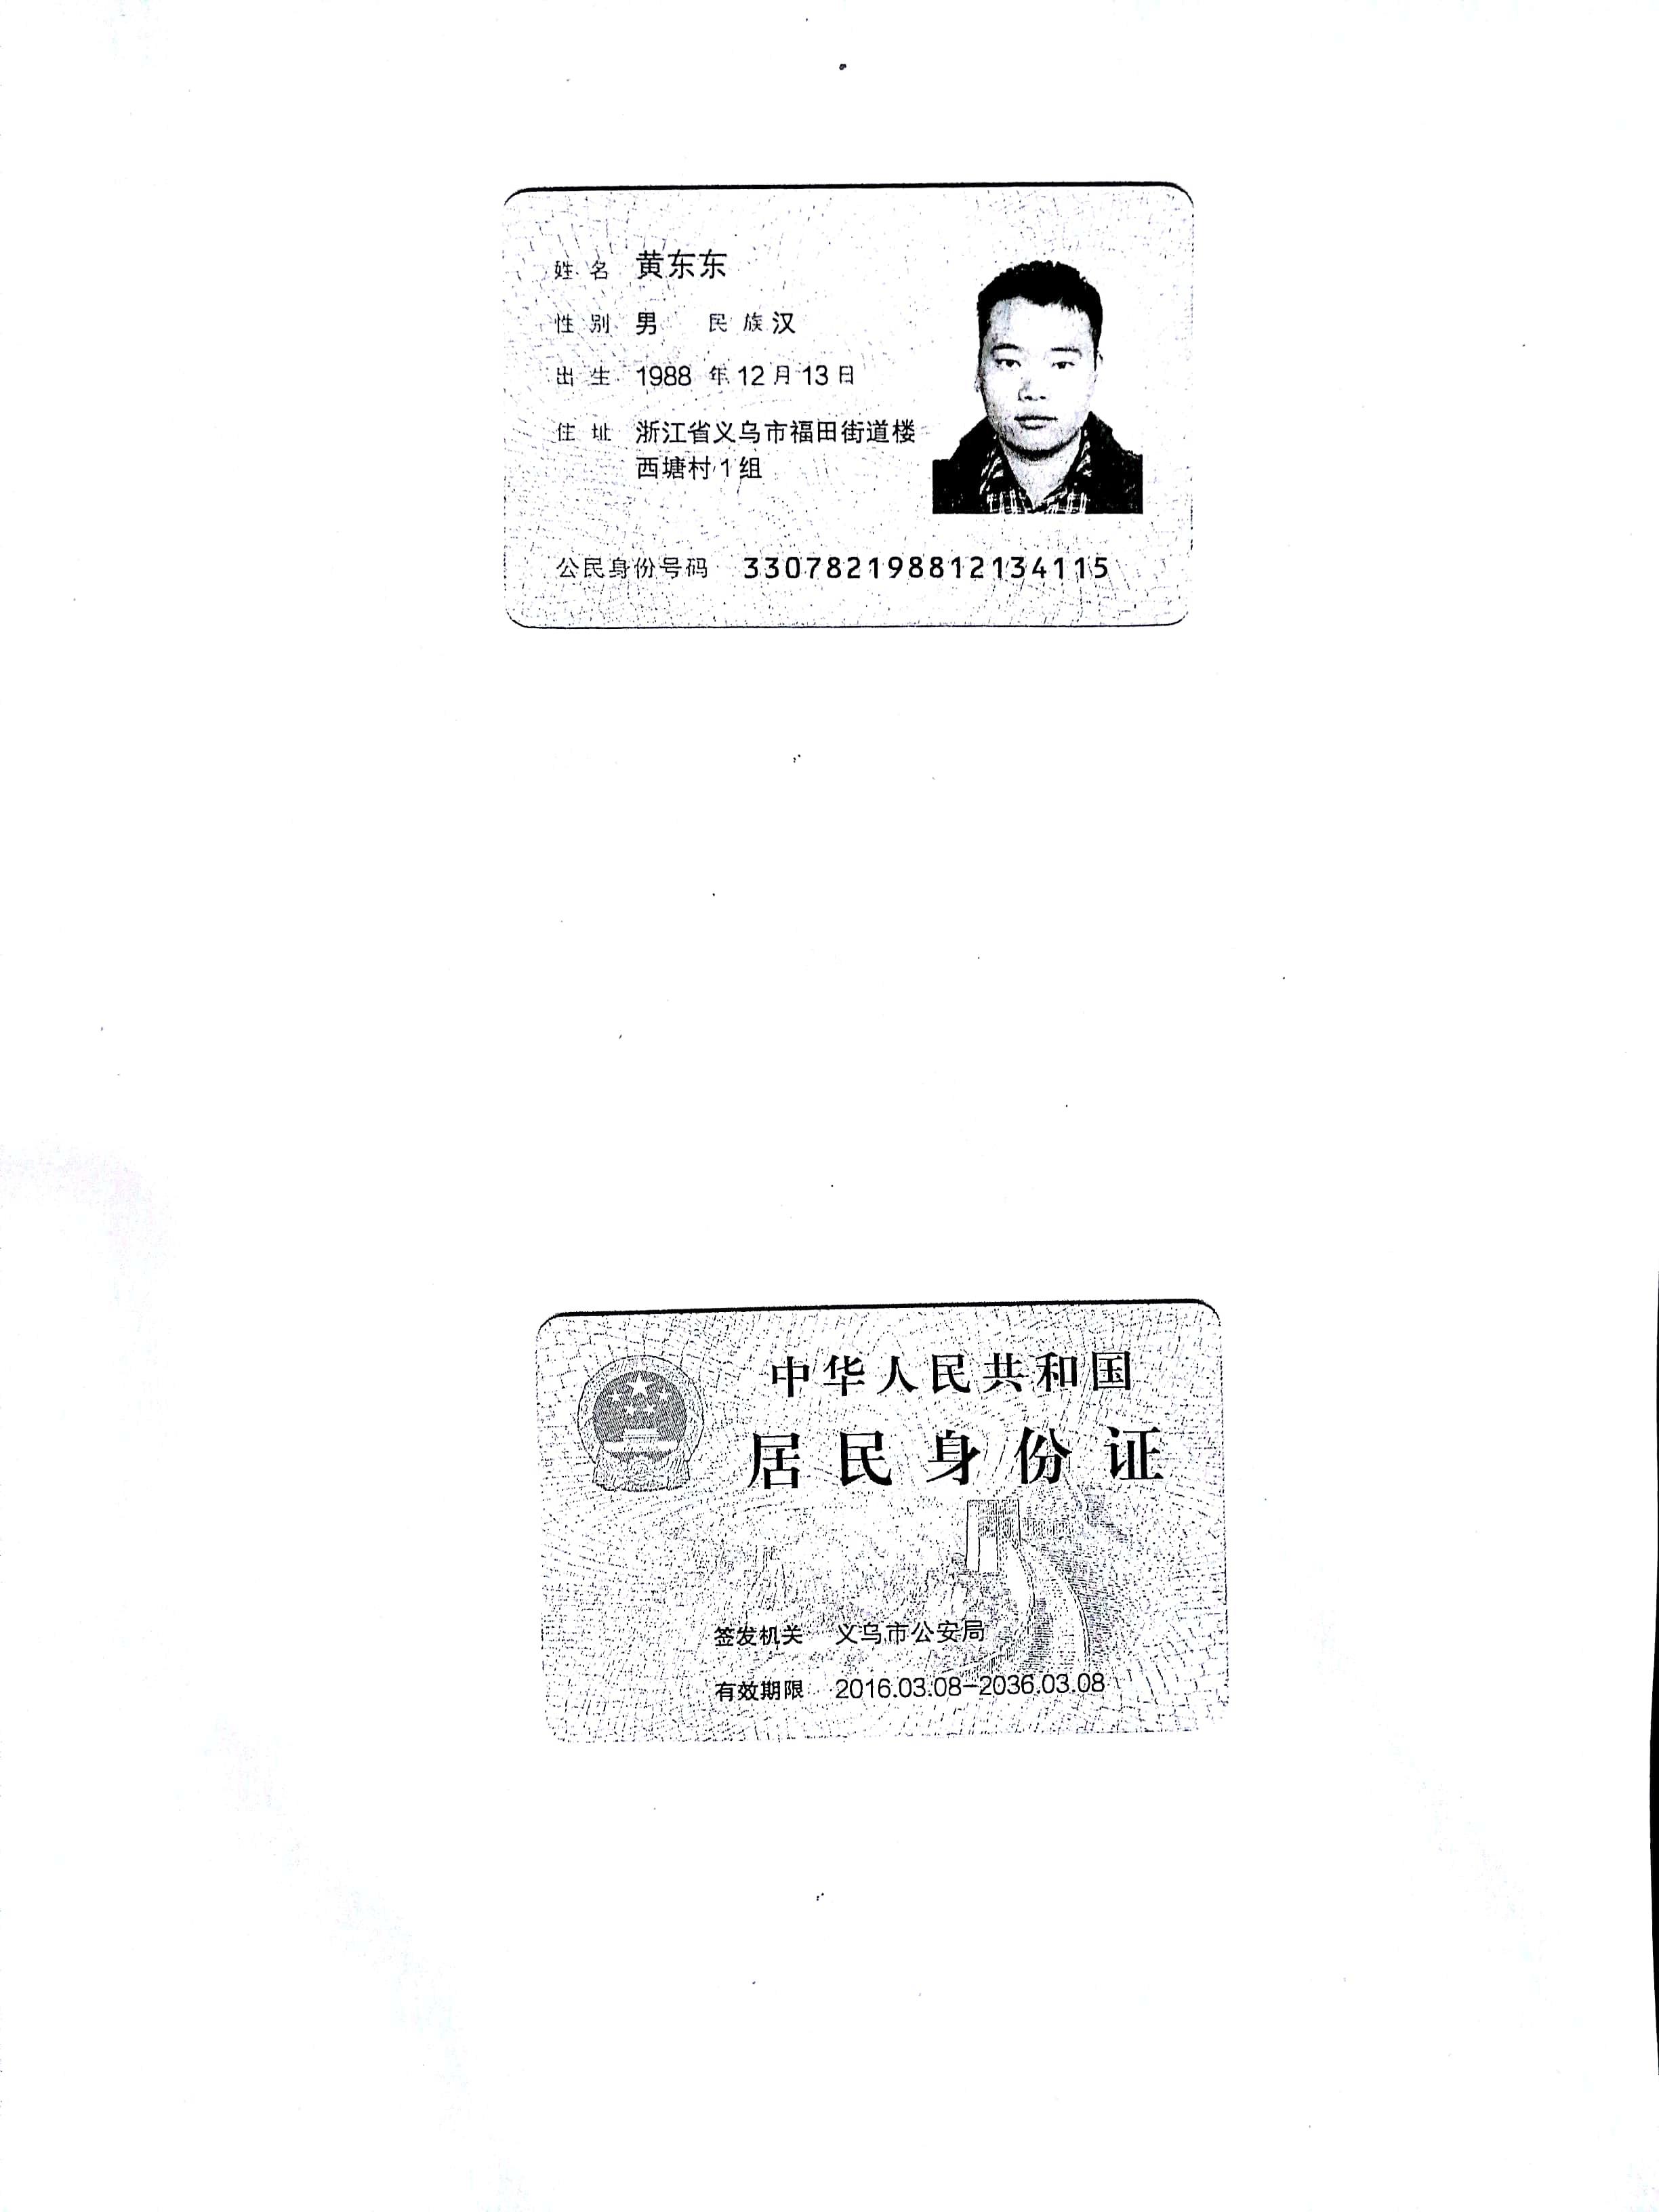 姓名 黄东东
性别 男 民族 汉
出生 1988 年 12 月 13 日
住址 浙江省义乌市福田街道楼
西塘村1组
公民身份号码 330782198812134115
中华人民共和国
居民身份证
签发机关 义乌市公安局
有效期限 2016.03.08-2036.03.08